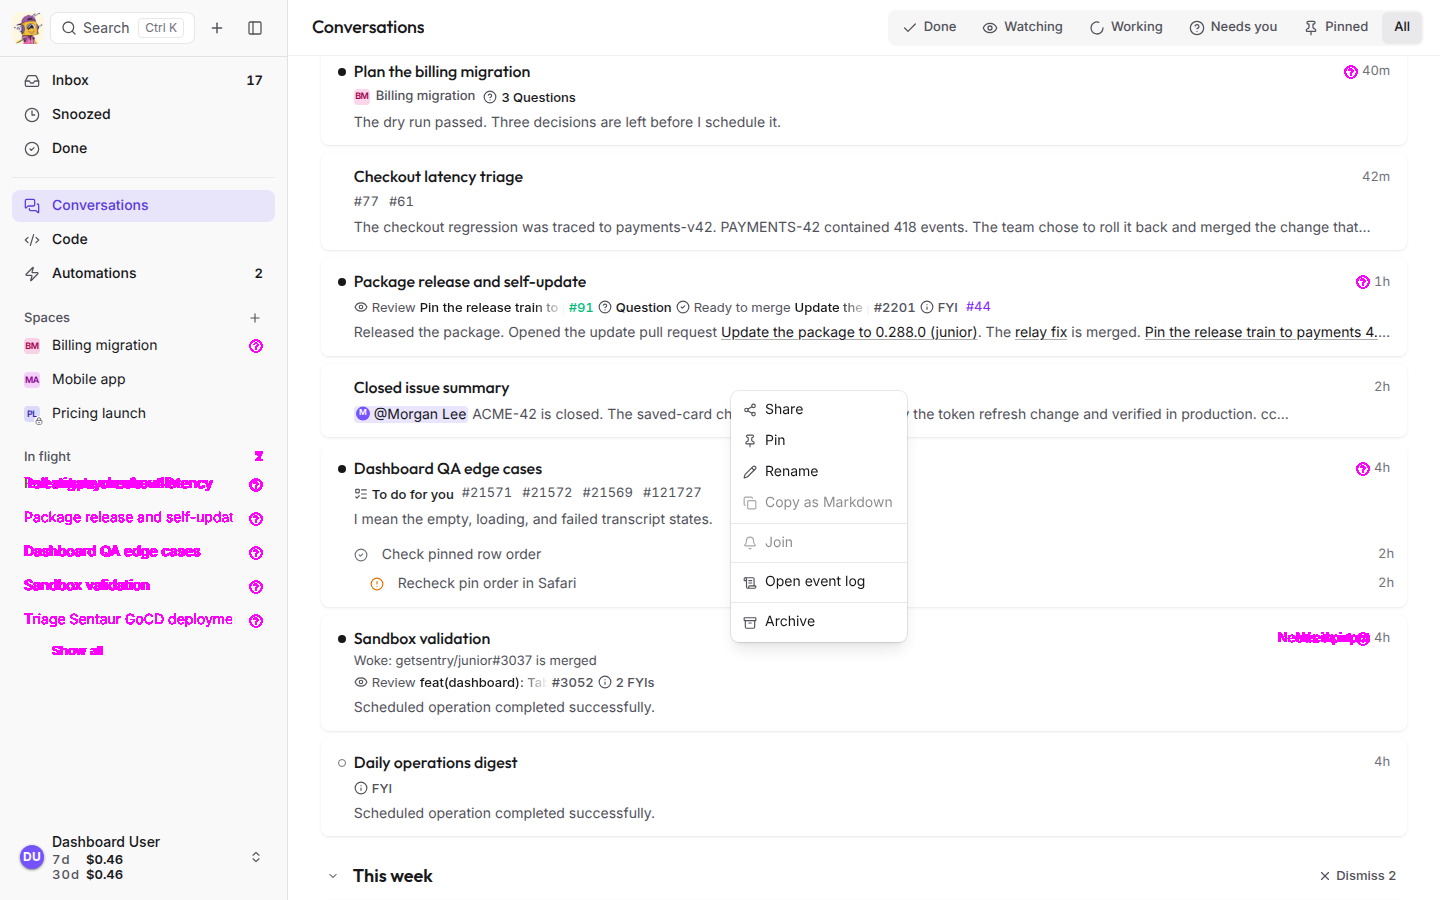 Search Ctrl K
Inbox 17
Snoozed
Done
Conversations
Code
Automations 2
Spaces
BM Billing migration
MA Mobile app
PL Pricing launch
In flight
Package release and self-updat
Dashboard QA edge cases
Sandbox validation
Triage Sentaur GoCD deployme
Show all
DU Dashboard User
7d $0.46
30d $0.46
Conversations
Done Watching Working Needs you Pinned All
Plan the billing migration 40m
BM Billing migration 3 Questions
The dry run passed. Three decisions are left before I schedule it.
Checkout latency triage 42m
#77 #61
The checkout regression was traced to payments-v42. PAYMENTS-42 contained 418 events. The team chose to roll it back and merged the change that...
Package release and self-update 1h
Review Pin the release train to #91 Question Ready to merge Update the #2201 FYI #44
Released the package. Opened the update pull request Update the package to 0.288.0 (junior). The relay fix is merged. Pin the release train to payments 4....
Closed issue summary 2h
M @Morgan Lee ACME-42 is closed. The saved-card ch the token refresh change and verified in production. cc...
Share
Pin
Rename
Copy as Markdown
Join
Open event log
Archive
Dashboard QA edge cases 4h
To do for you #21571 #21572 #21569 #121727
I mean the empty, loading, and failed transcript states.
Check pinned row order 2h
Recheck pin order in Safari 2h
Sandbox validation 4h
Woke: getsentry/junior#3037 is merged
Review feat(dashboard): Ta #3052 2 FYIs
Scheduled operation completed successfully.
Daily operations digest 4h
FYI
Scheduled operation completed successfully.
This week Dismiss 2